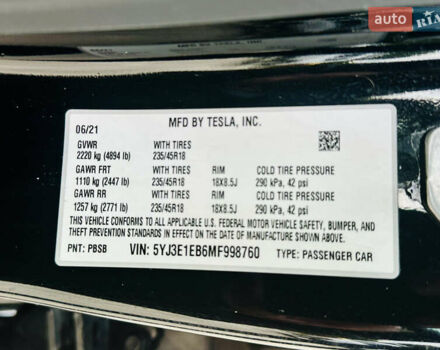 auto RIA
MFD BY TESLA, INC.
06/21
GVWR WITH TIRES
2220 kg (4894 lb) 235/45R18
GAWR FRT WITH TIRES RIM COLD TIRE PRESSURE
1110 kg (2447 lb) 235/45R18 18X8.5J 290 kPa, 42 psi
GAWR RR WITH TIRES RIM COLD TIRE PRESSURE
1257 kg (2771 lb) 235/45R18 18X8.5J 290 kPa, 42 psi
THIS VEHICLE CONFORMS TO ALL APPLICABLE U.S. FEDERAL MOTOR VEHICLE SAFETY, BUMPER, AND
THEFT PREVENTION STANDARDS IN EFFECT ON THE DATE OF MANUFACTURE SHOWN ABOVE.
PNT: PBSB VIN: 5YJ3E1EB6MF998760 TYPE: PASSENGER CAR